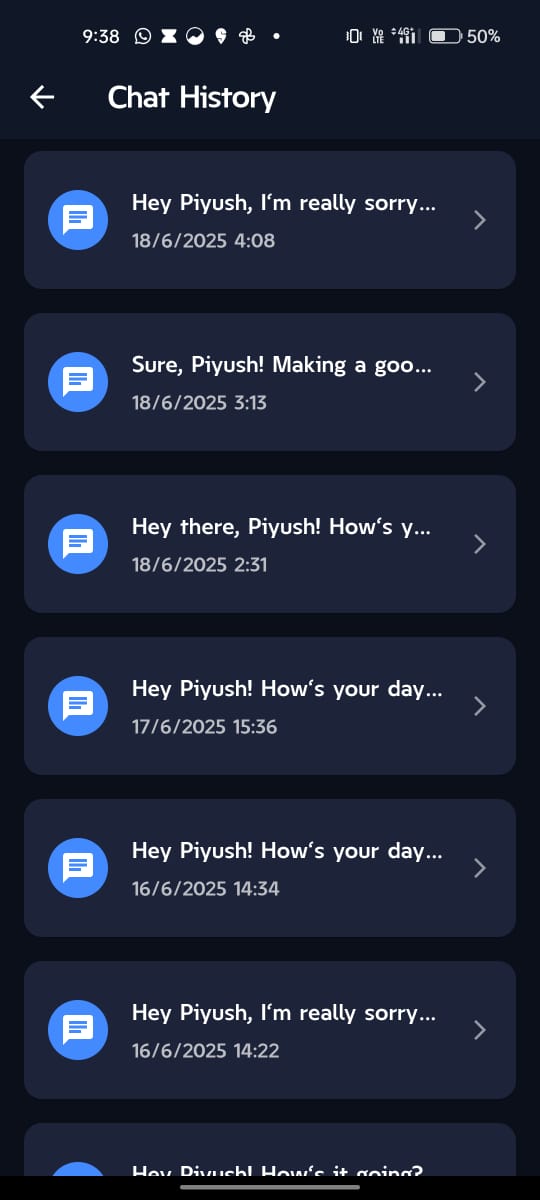 9:38 Vo LTE 4G+ 50%
Chat History
Hey Piyush, I'm really sorry...
18/6/2025 4:08
Sure, Piyush! Making a goo...
18/6/2025 3:13
Hey there, Piyush! How's y...
18/6/2025 2:31
Hey Piyush! How's your day...
17/6/2025 15:36
Hey Piyush! How's your day...
16/6/2025 14:34
Hey Piyush, I'm really sorry...
16/6/2025 14:22
Hey Piyush! How's it going?